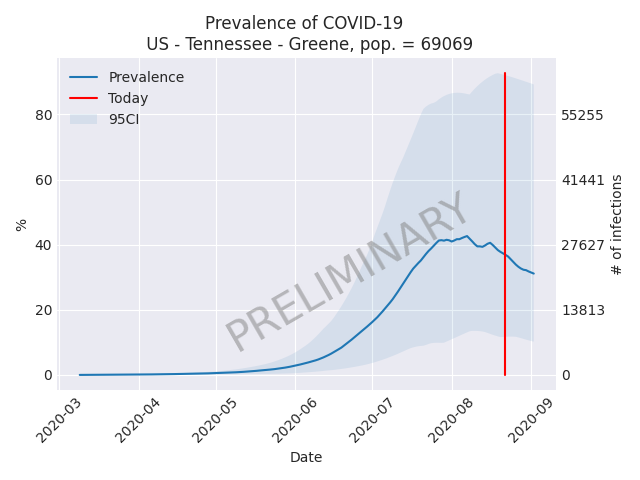 Prevalence of COVID-19
US - Tennessee - Greene, pop. = 69069
Prevalence
Today
95CI
PRELIMINARY
%
80
60
40
20
0
# of infections
55255
41441
27627
13813
0
2020-03
2020-04
2020-05
2020-06
2020-07
2020-08
2020-09
Date